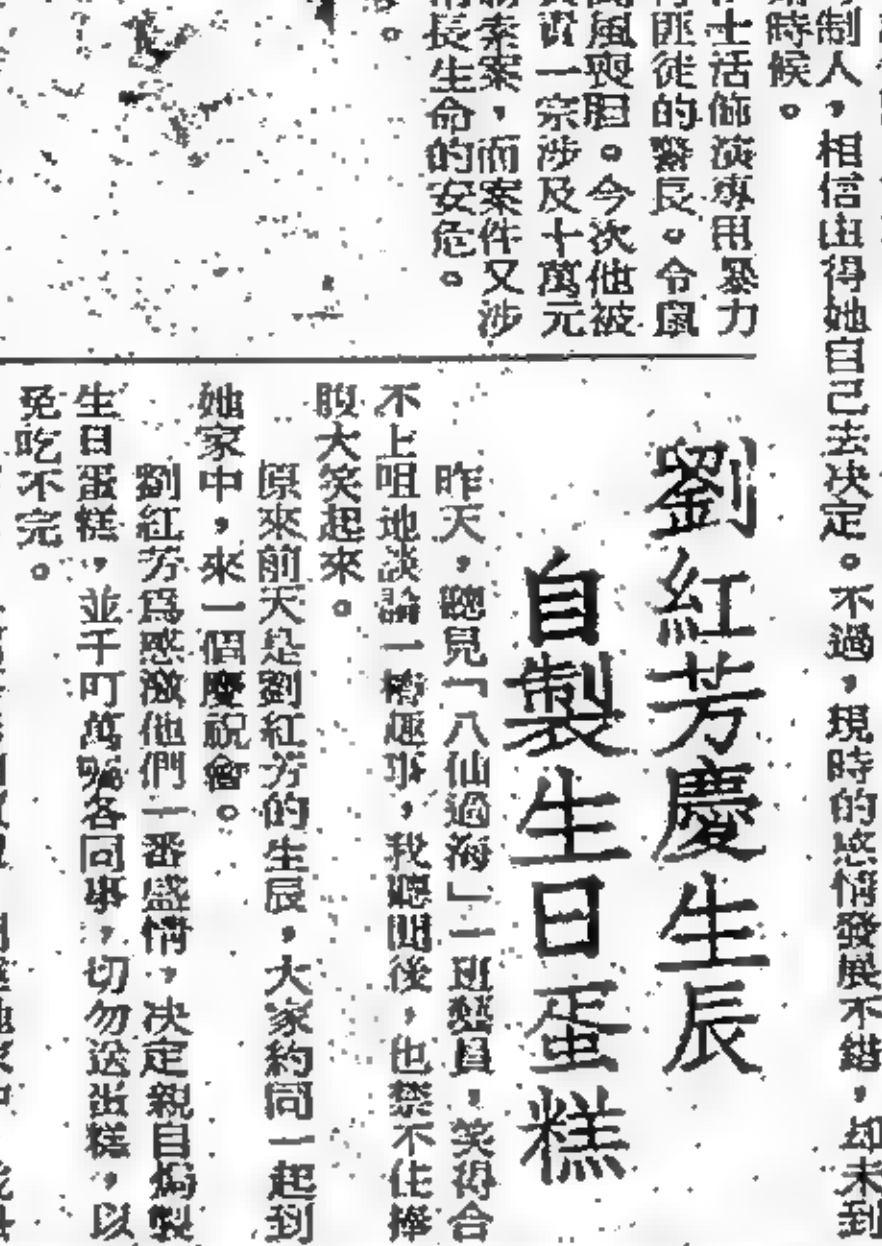 制人，相信由得她自己去決定。不過，現時的感情發展不錯，却未到
時候。
士活飾演專用暴力
匪徒的警長。令鼠
風喪胆。今次他被
責一宗涉及十萬元
索案，而案件又涉
長生命的安危。
劉紅芳慶生辰
自製生日蛋糕
昨天，聽見「八仙過海」一班藝員，笑得合
不上咀地談論一樁趣事，我聽聞後，也禁不住捧
腹大笑起來。
原來前天是劉紅芳的生辰，大家約同一起到
她家中，來一個慶祝會。
劉紅芳爲感激他們一番盛情，決定親自焗製
生日蛋糕，並千叮萬囑各同事，切勿送蛋糕，以
免吃不完。